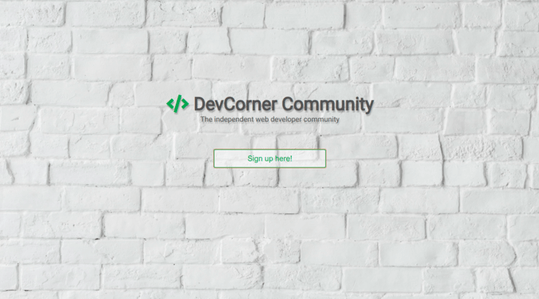 </> DevCorner Community
The independent web developer community
Sign up here!